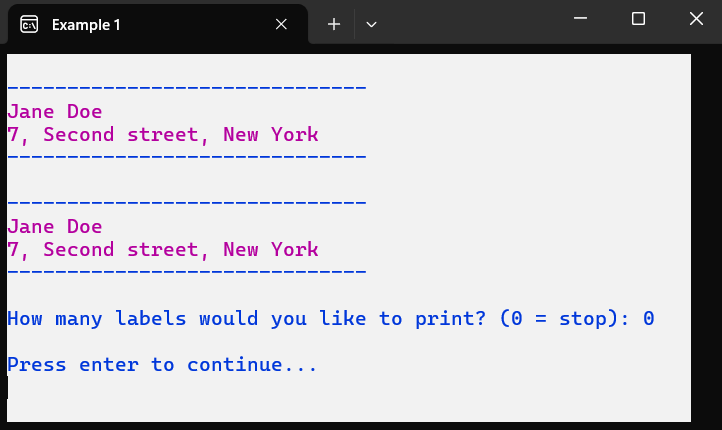 Example 1
------------------------------
Jane Doe
7, Second street, New York
------------------------------
------------------------------
Jane Doe
7, Second street, New York
------------------------------
How many labels would you like to print? (0 = stop): 0
Press enter to continue...